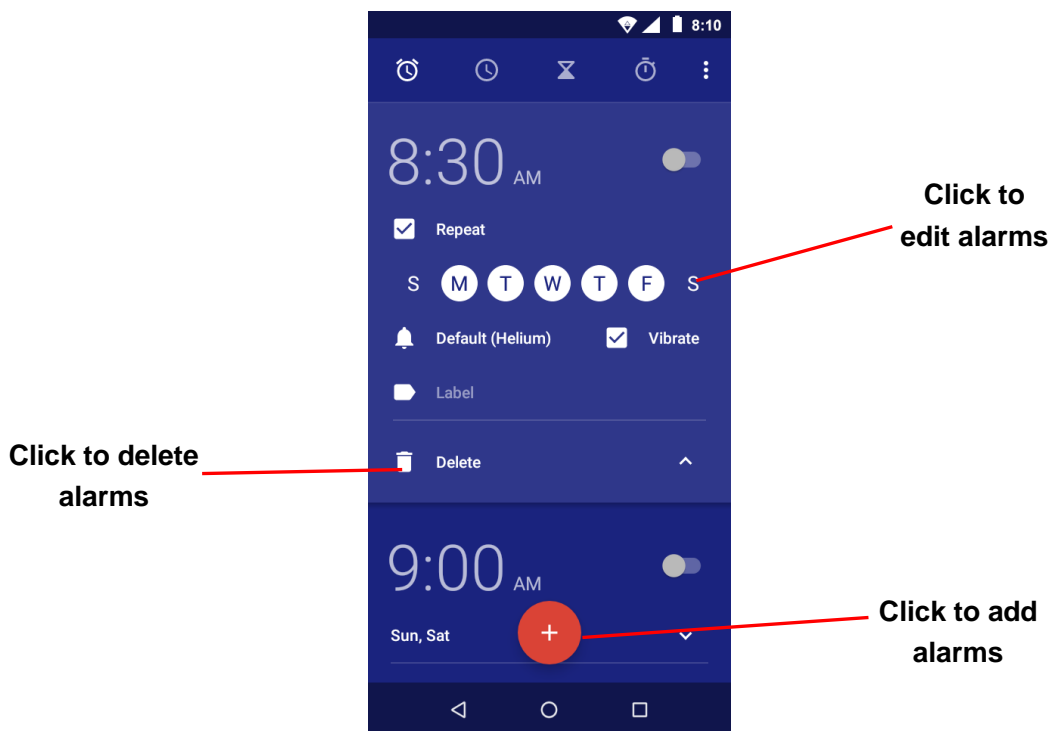 8:10
8:30 AM
Click to
edit alarms
Repeat
S M T W T F S
Default (Helium) Vibrate
Label
Click to delete
alarms
Delete
9:00 AM
Click to add
alarms
Sun, Sat
+